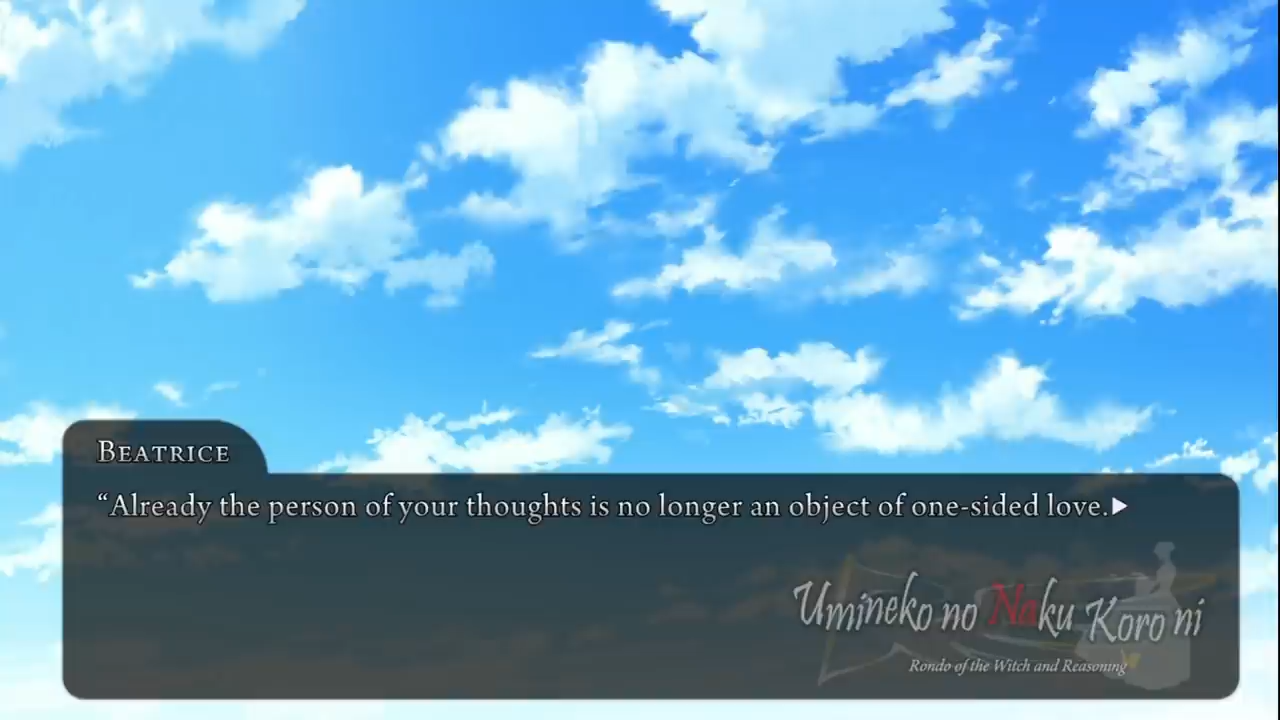 BEATRICE
“Already the person of your thoughts is no longer an object of one-sided love.
Umineko no Naku Koro ni
Rondo of the Witch and Reasoning